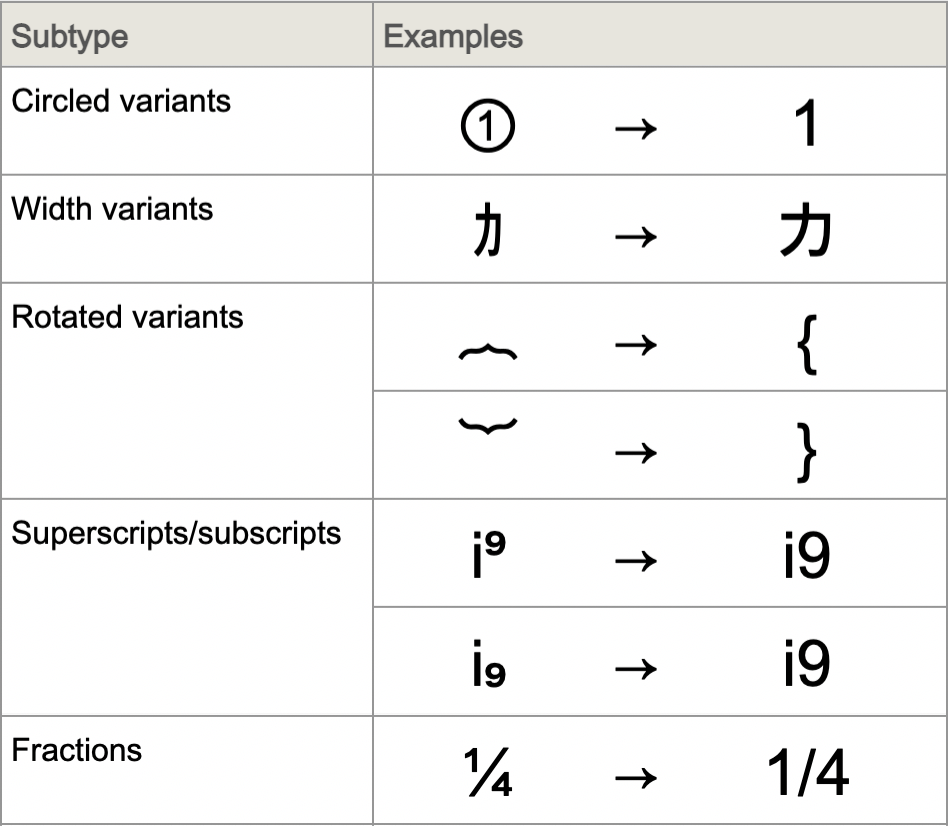 Subtype Examples
Circled variants ① → 1
Width variants ｶ → カ
Rotated variants ︷ → {
︸ → }
Superscripts/subscripts i⁹ → i9
i₉ → i9
Fractions ¼ → 1/4